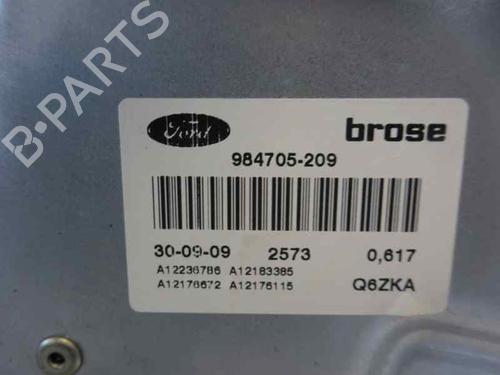 B-PARTS
Ford brose
984705-209
30-09-09 2573 0,617
A12236786 A12183385
A12176672 A12176115 Q6ZKA